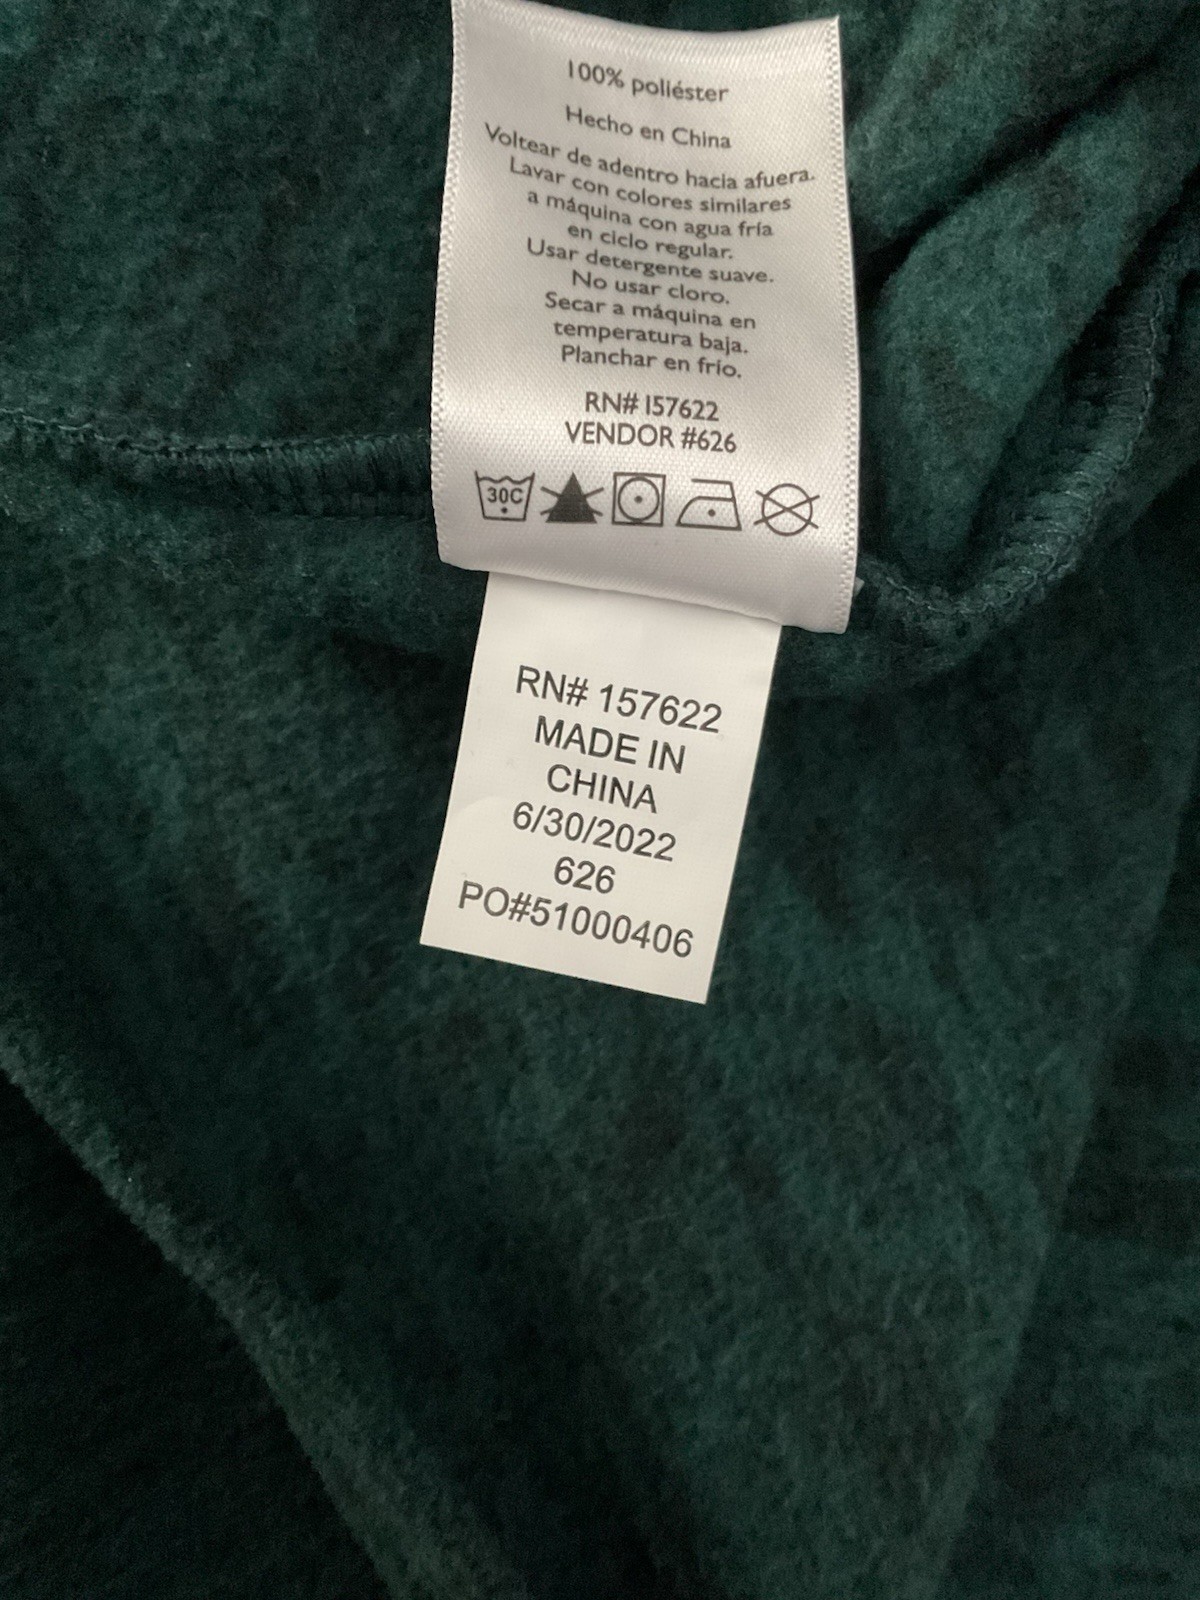 100% poliéster
Hecho en China
Voltear de adentro hacia afuera.
Lavar con colores similares
a máquina con agua fría
en ciclo regular.
Usar detergente suave.
No usar cloro.
Secar a máquina en
temperatura baja.
Planchar en frío.
RN# 157622
VENDOR #626
30C
RN# 157622
MADE IN
CHINA
6/30/2022
626
PO#51000406